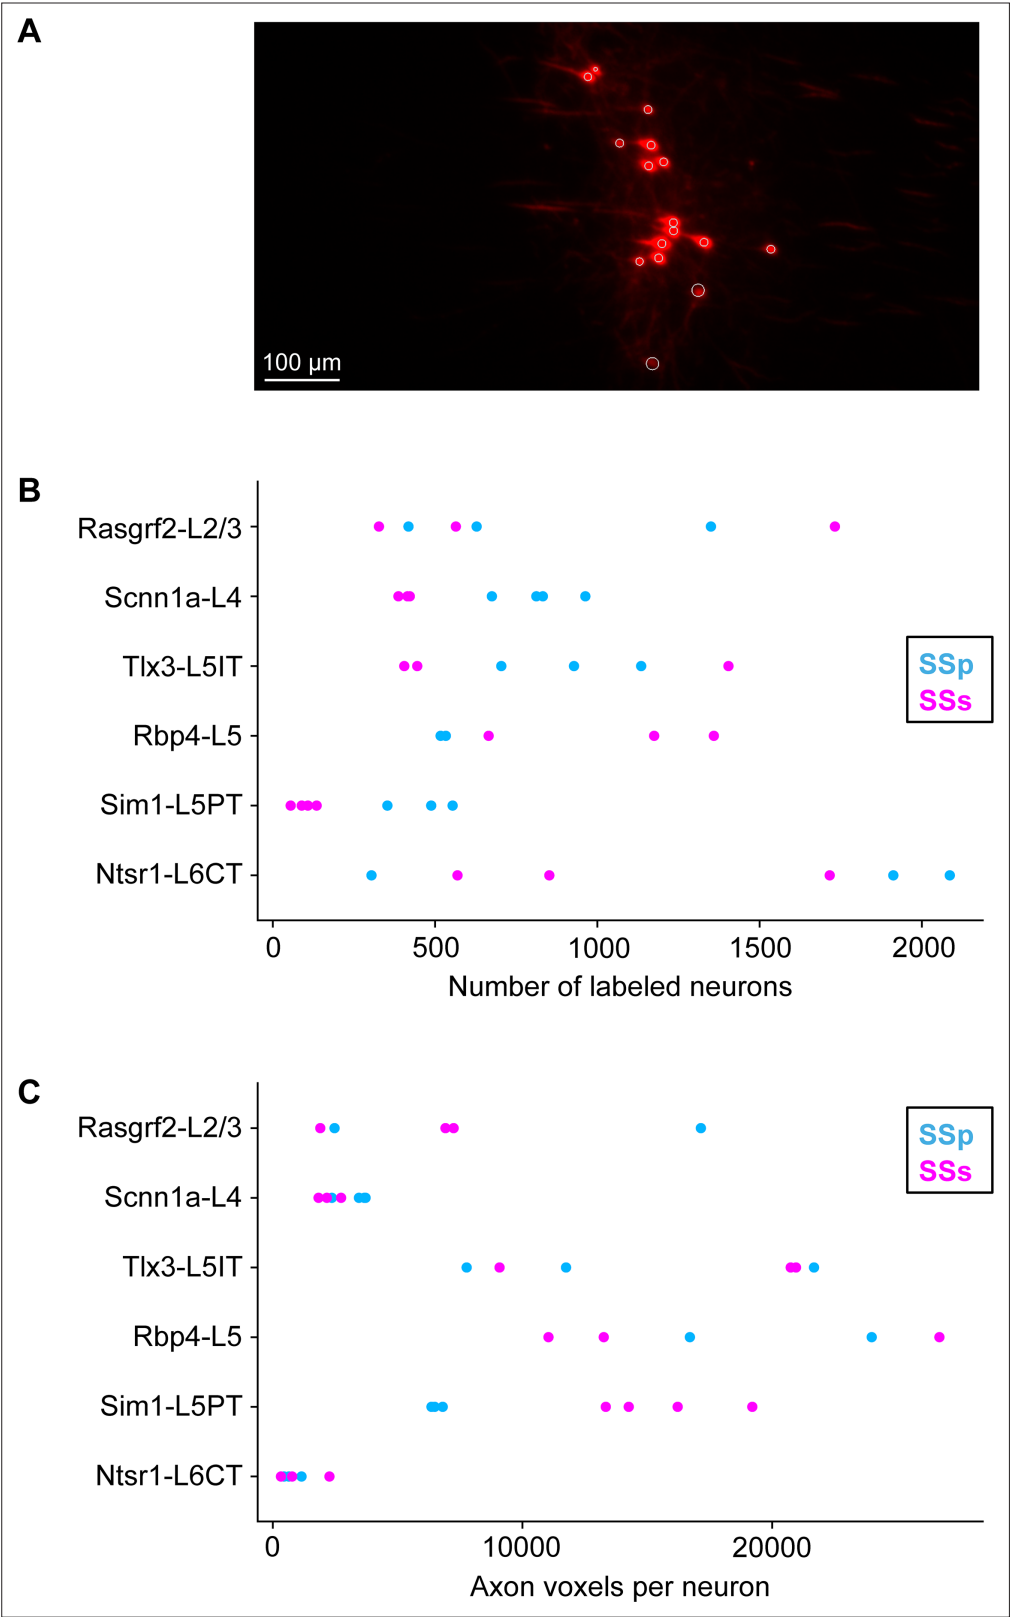 A
100 µm
B
Rasgrf2-L2/3
Scnn1a-L4
Tlx3-L5IT
Rbp4-L5
Sim1-L5PT
Ntsr1-L6CT
SSp
SSs
0 500 1000 1500 2000
Number of labeled neurons
C
Rasgrf2-L2/3
Scnn1a-L4
Tlx3-L5IT
Rbp4-L5
Sim1-L5PT
Ntsr1-L6CT
SSp
SSs
0 10000 20000
Axon voxels per neuron